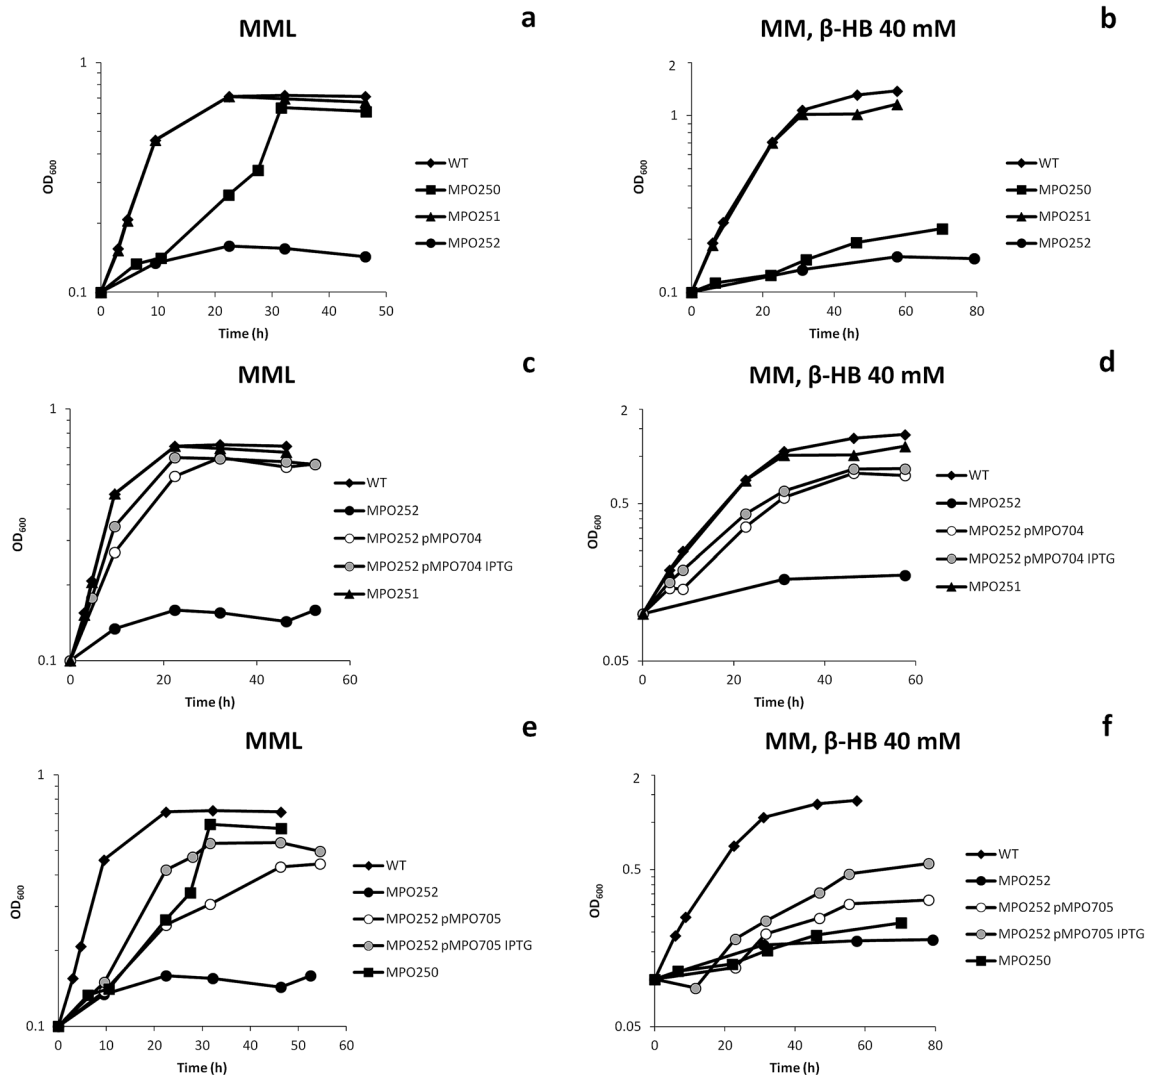 MML
a
1
0.1
OD600
0
10
20
30
40
50
Time (h)
WT
MPO250
MPO251
MPO252
MM, β-HB 40 mM
b
2
1
0.1
OD600
0
20
40
60
80
Time (h)
WT
MPO250
MPO251
MPO252
MML
c
1
0.1
OD600
0
20
40
60
Time (h)
WT
MPO252
MPO252 pMPO704
MPO252 pMPO704 IPTG
MPO251
MM, β-HB 40 mM
d
2
0.5
0.05
OD600
0
20
40
60
Time (h)
WT
MPO252
MPO252 pMPO704
MPO252 pMPO704 IPTG
MPO251
MML
e
1
0.1
OD600
0
10
20
30
40
50
60
Time (h)
WT
MPO252
MPO252 pMPO705
MPO252 pMPO705 IPTG
MPO250
MM, β-HB 40 mM
f
2
0.5
0.05
OD600
0
20
40
60
80
Time (h)
WT
MPO252
MPO252 pMPO705
MPO252 pMPO705 IPTG
MPO250